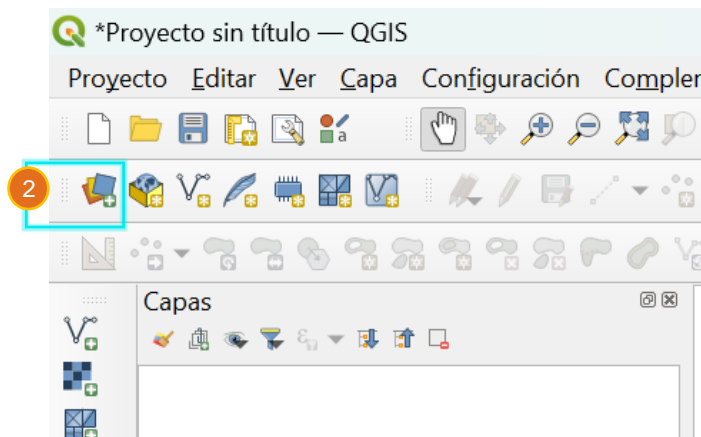 *Proyecto sin título — QGIS
Proyecto Editar Ver Capa Configuración Compler
a
2
Capas
ε